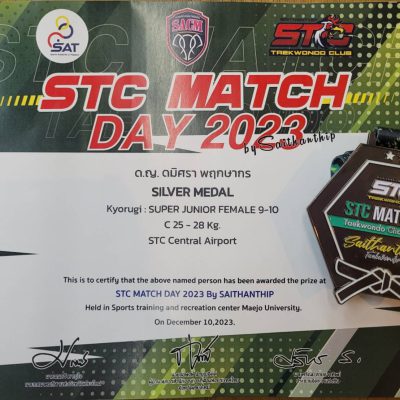 SAT
SACM
STC
TAEKWONDO CLUB
STC MATCH
DAY 2023
by Saithanthip
ด.ญ. ดมิศรา พฤกษากร
SILVER MEDAL
Kyorugi : SUPER JUNIOR FEMALE 9-10
C 25 - 28 Kg.
STC Central Airport
This is to certify that the above named person has been awarded the prize at
STC MATCH DAY 2023 By SAITHANTHIP
Held in Sports training and recreation center Maejo University.
On December 10,2023.
STC
STC MAT
Taekwondo
Saithanth